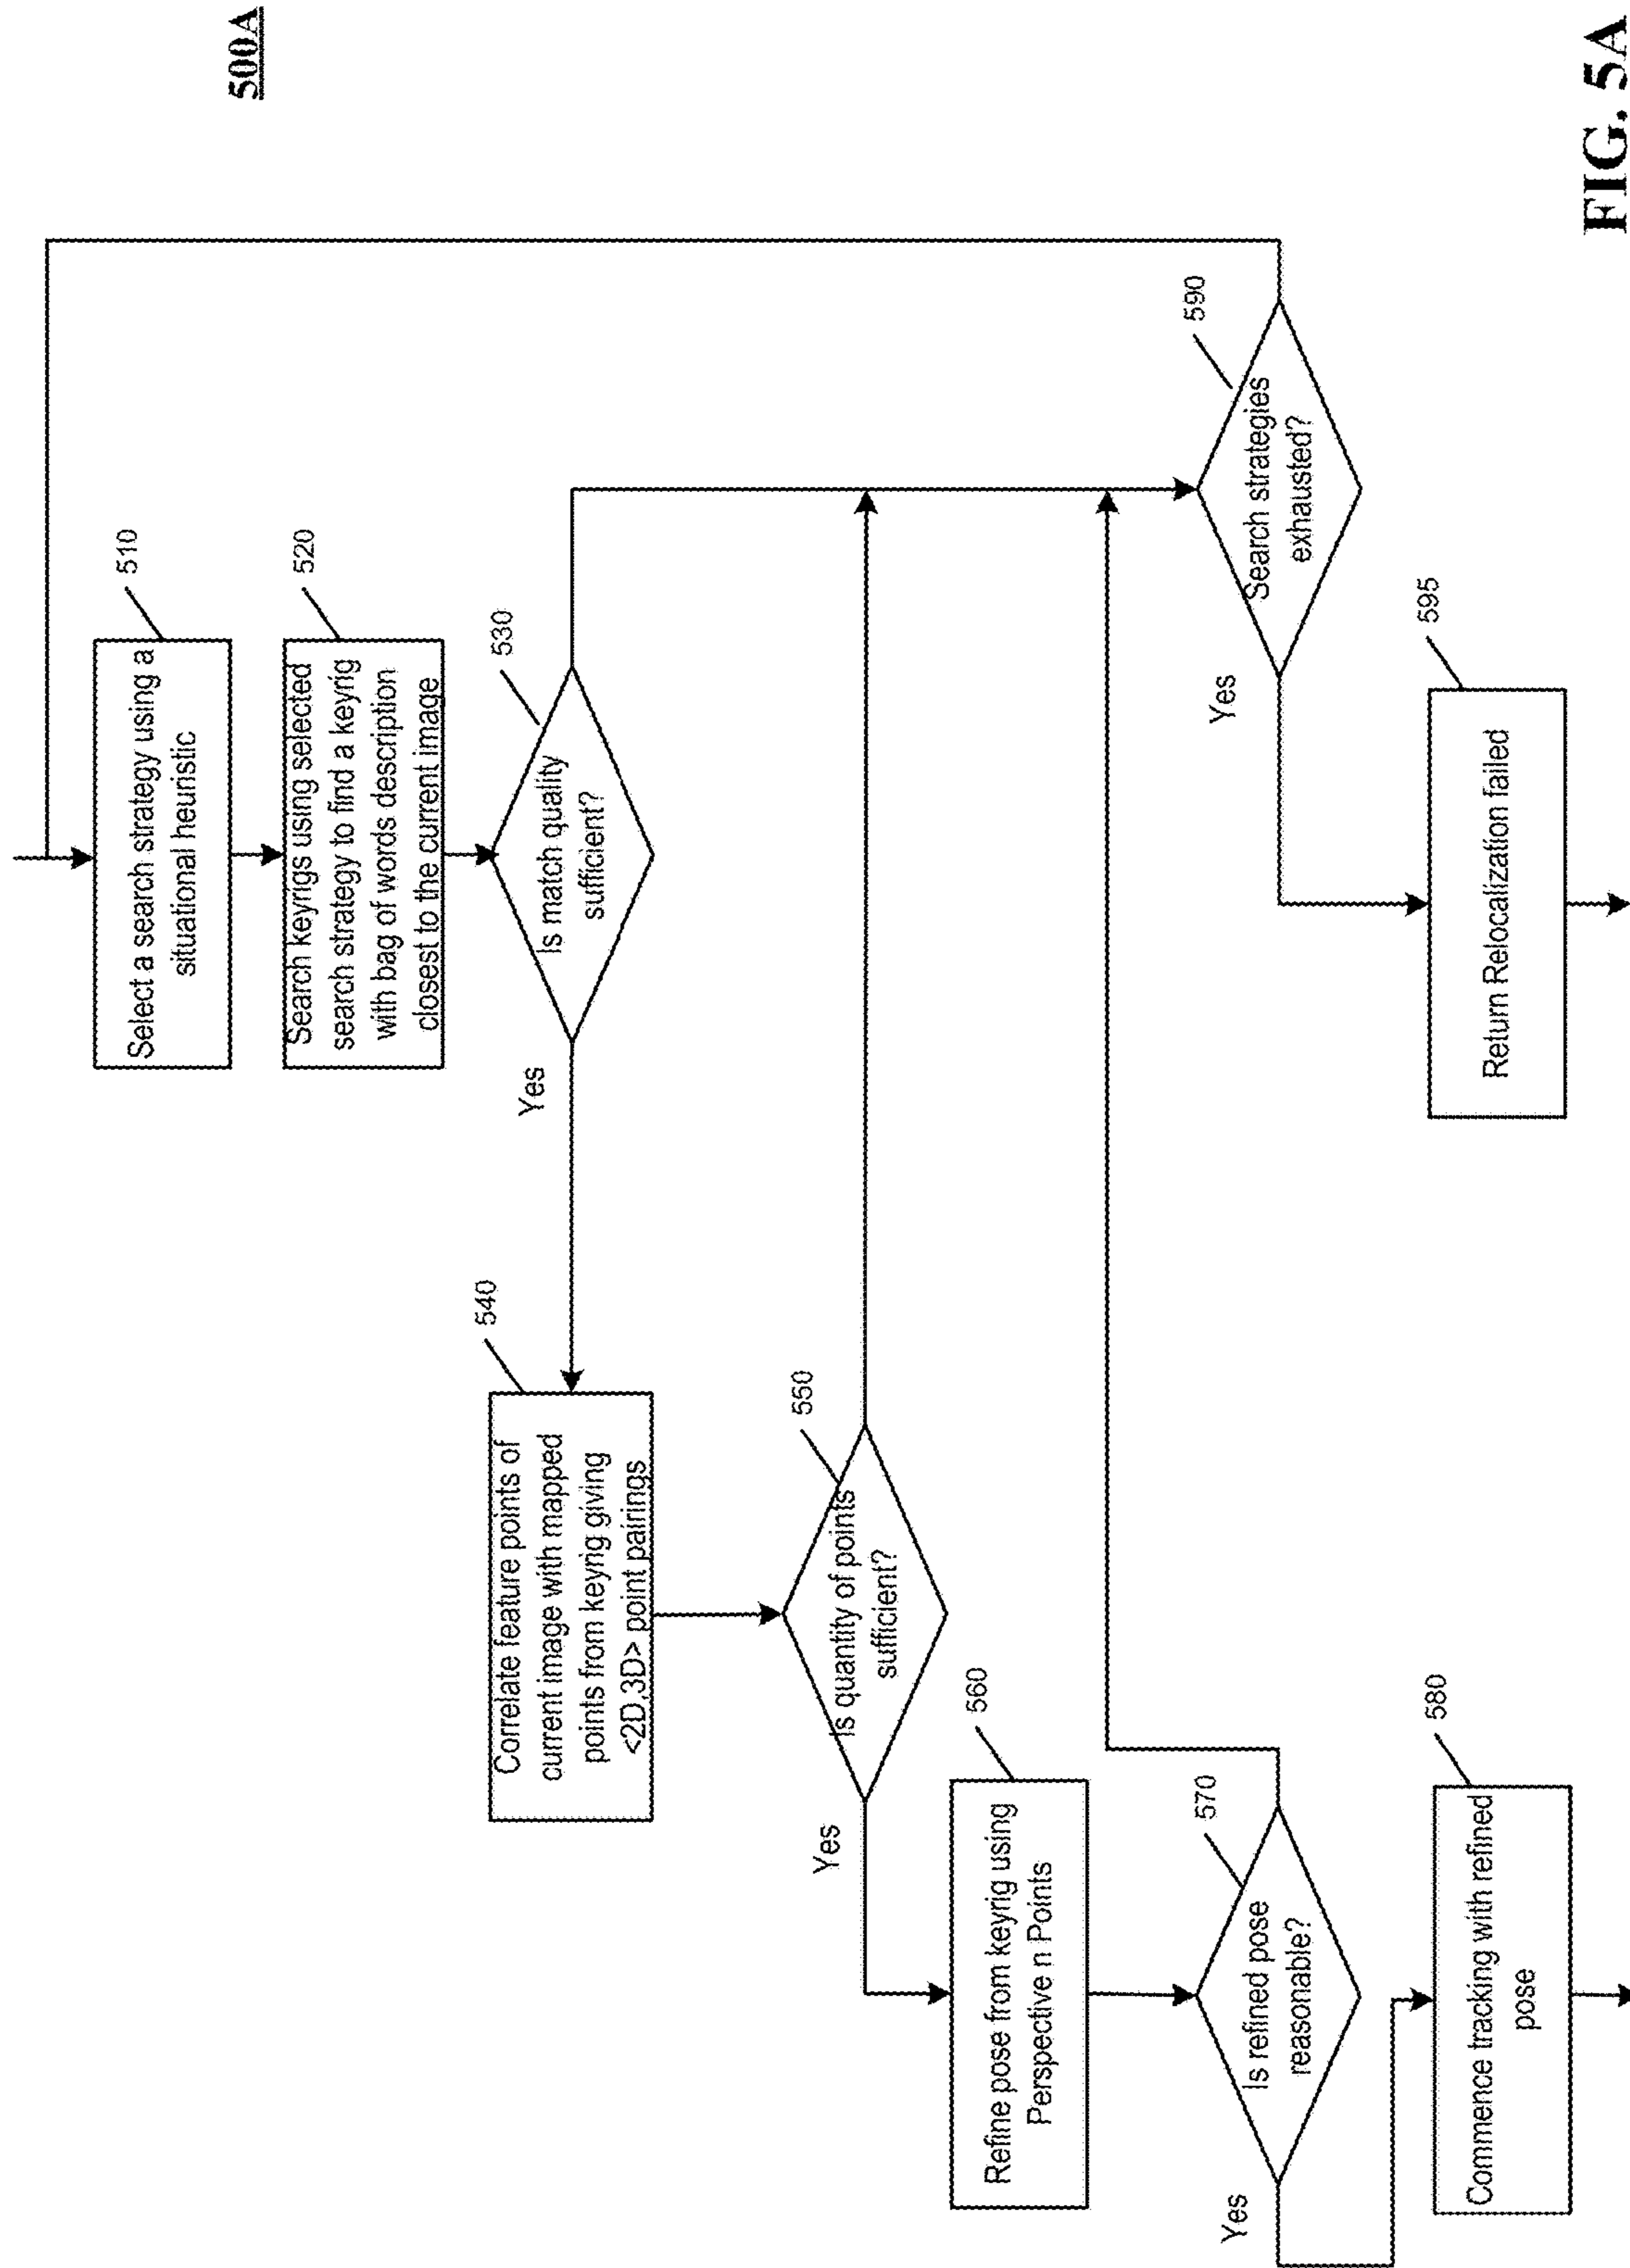 500A
510
Select a search strategy using a
situational heuristic
520
Search keyrigs using selected
search strategy to find a keyrig
with bag of words description
closest to the current image
530
Is match quality
sufficient?
Yes
540
Correlate feature points of
current image with mapped
points from keyrig giving
<2D,3D> point pairings
550
Is quantity of points
sufficient?
Yes
560
Refine pose from keyrig using
Perspective n Points
570
Is refined pose
reasonable?
Yes
580
Commence tracking with refined
pose
590
Search strategies
exhausted?
Yes
595
Return Relocalization failed
FIG. 5A